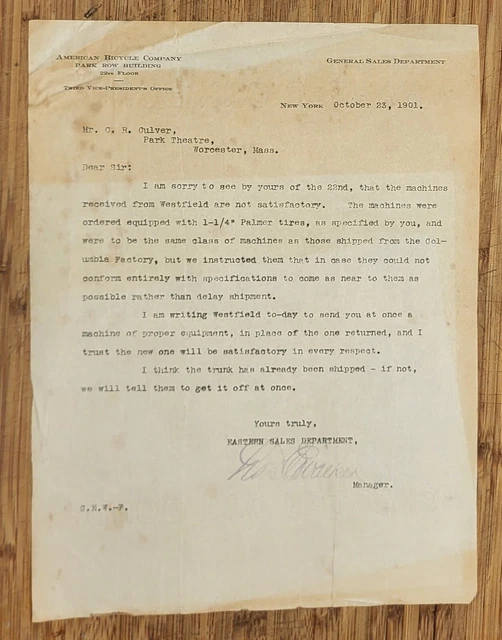 AMERICAN BICYCLE COMPANY
PARK ROW BUILDING
22ND FLOOR
THIRD VICE-PRESIDENT'S OFFICE
GENERAL SALES DEPARTMENT
NEW YORK October 23, 1901.
Mr. C. R. Culver,
Park Theatre,
Worcester, Mass.
Dear Sir:
I am sorry to see by yours of the 22nd, that the machines
received from Westfield are not satisfactory. The machines were
ordered equipped with 1-1/4" Palmer tires, as specified by you, and
were to be the same class of machines as those shipped from the Col-
umbia Factory, but we instructed them that in case they could not
conform entirely with specifications to come as near to them as
possible rather than delay shipment.
I am writing Westfield to-day to send you at once a
machine of proper equipment, in place of the one returned, and I
trust the new one will be satisfactory in every respect.
I think the trunk has already been shipped - if not,
we will tell them to get it off at once.
Yours truly,
EASTERN SALES DEPARTMENT,
Manager.
G.E.W.-F.